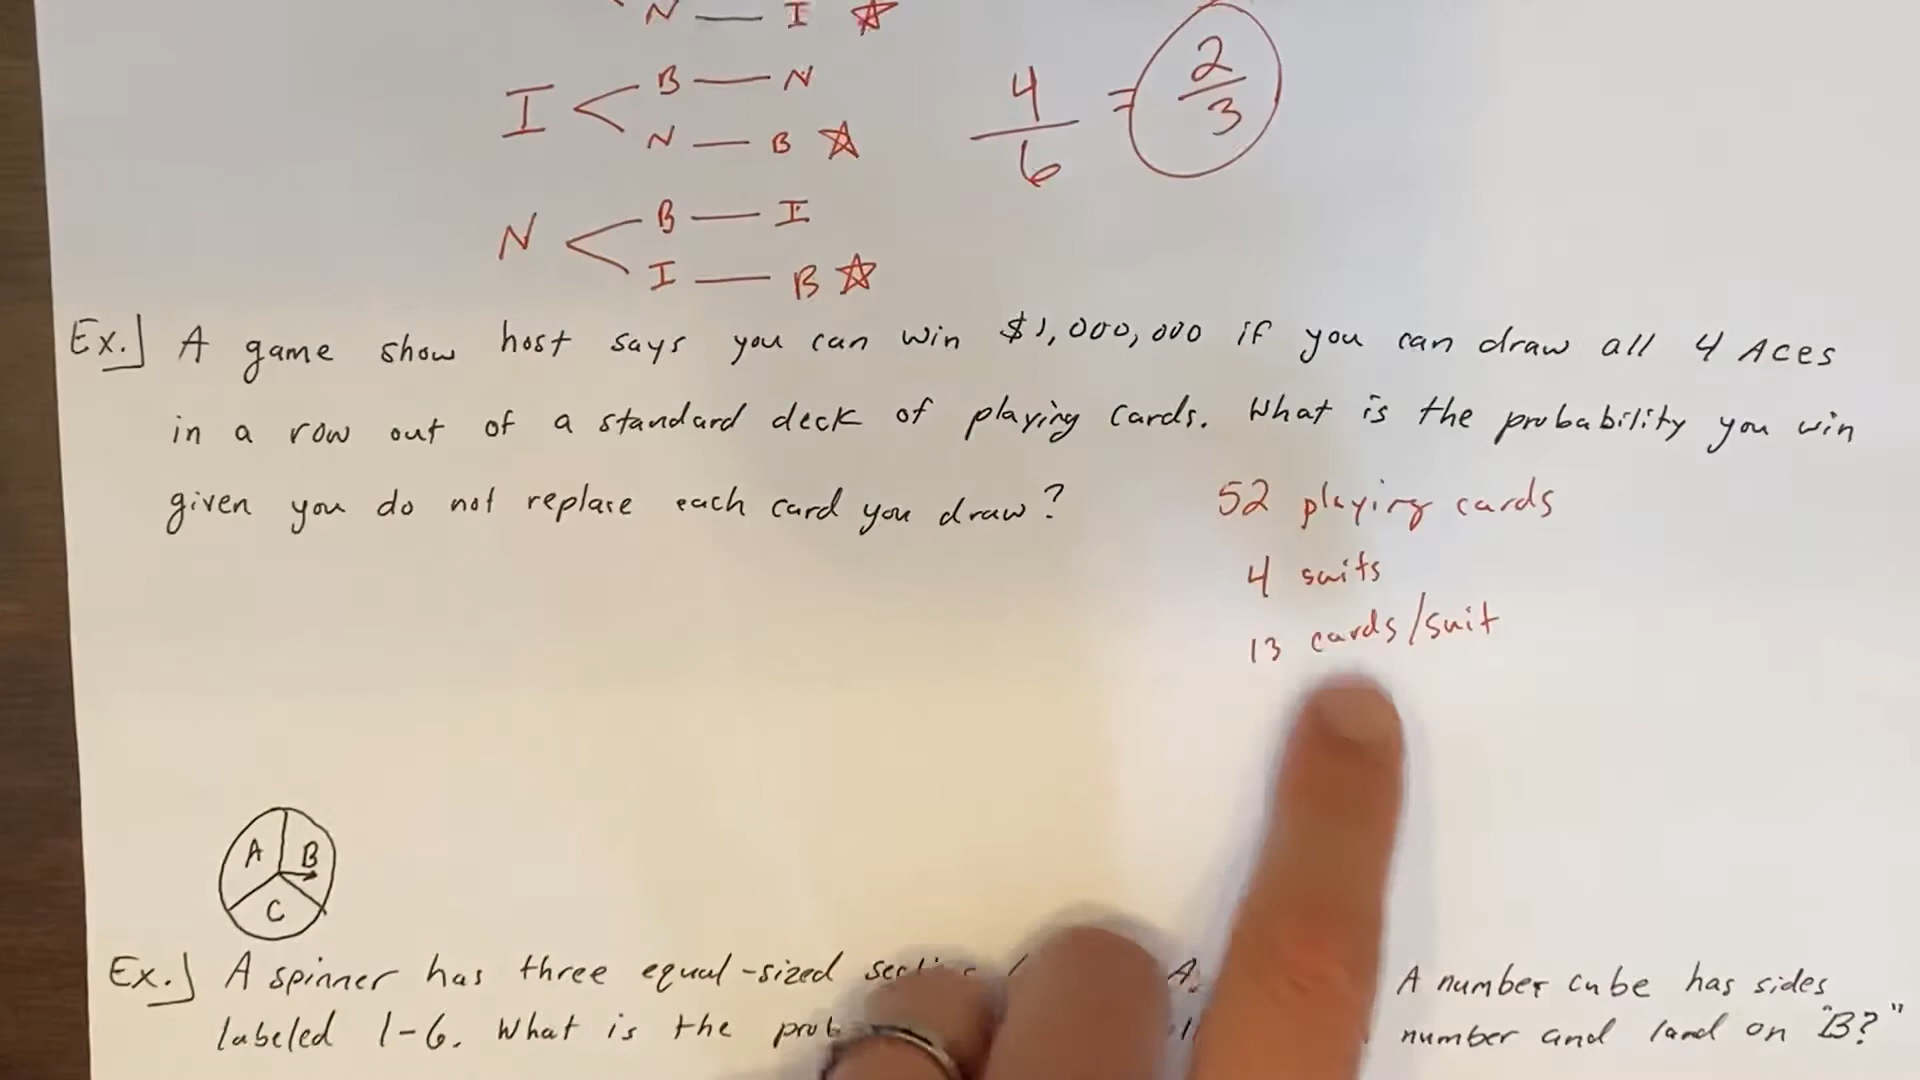 N — I ☆
B — N
I <
N — B ☆
4/6 = 2/3
B — I
N <
I — B ☆
Ex.] A game show host says you can win $1,000,000 if you can draw all 4 Aces
in a row out of a standard deck of playing cards. What is the probability you win
given you do not replace each card you draw?
52 playing cards
4 suits
13 cards/suit
A B
C
Ex.] A spinner has three equal-sized A, A number cube has sides
labeled 1-6. What is the number and land on "B?"